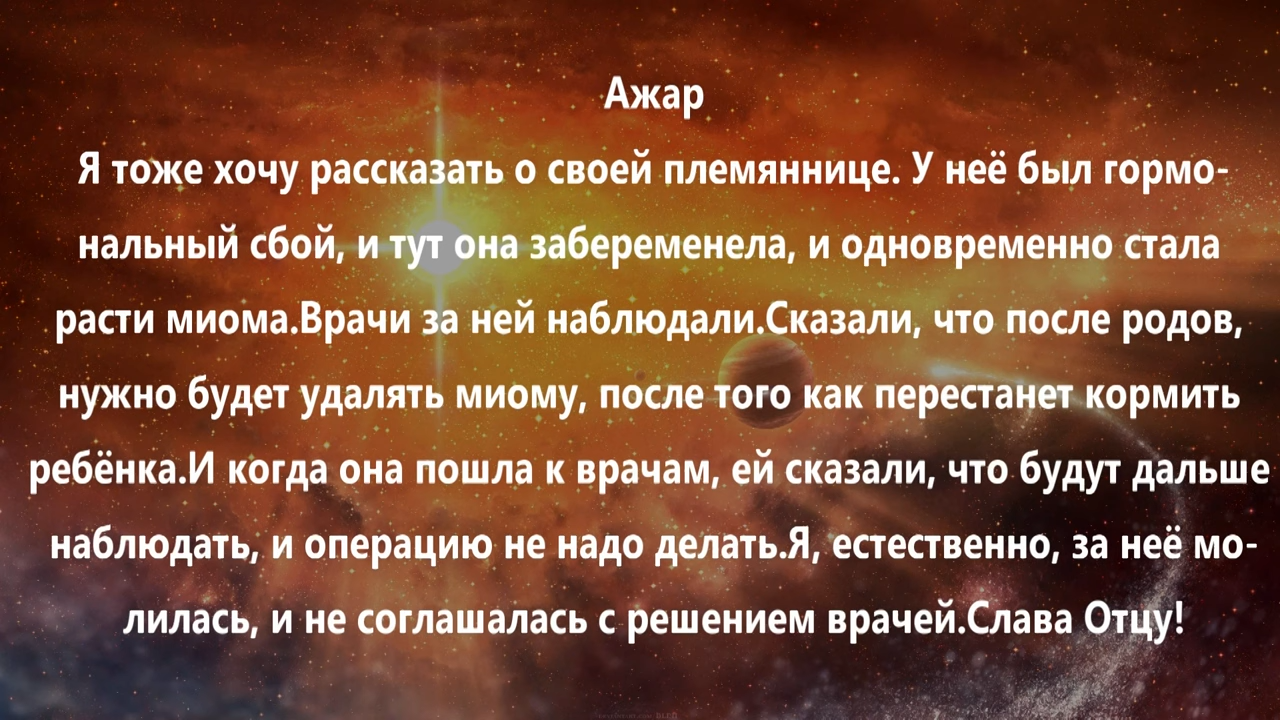 Ажар
Я тоже хочу рассказать о своей племяннице. У неё был гормо-
нальный сбой, и тут она забеременела, и одновременно стала
расти миома.Врачи за ней наблюдали.Сказали, что после родов,
нужно будет удалять миому, после того как перестанет кормить
ребёнка.И когда она пошла к врачам, ей сказали, что будут дальше
наблюдать, и операцию не надо делать.Я, естественно, за неё мо-
лилась, и не соглашалась с решением врачей.Слава Отцу!